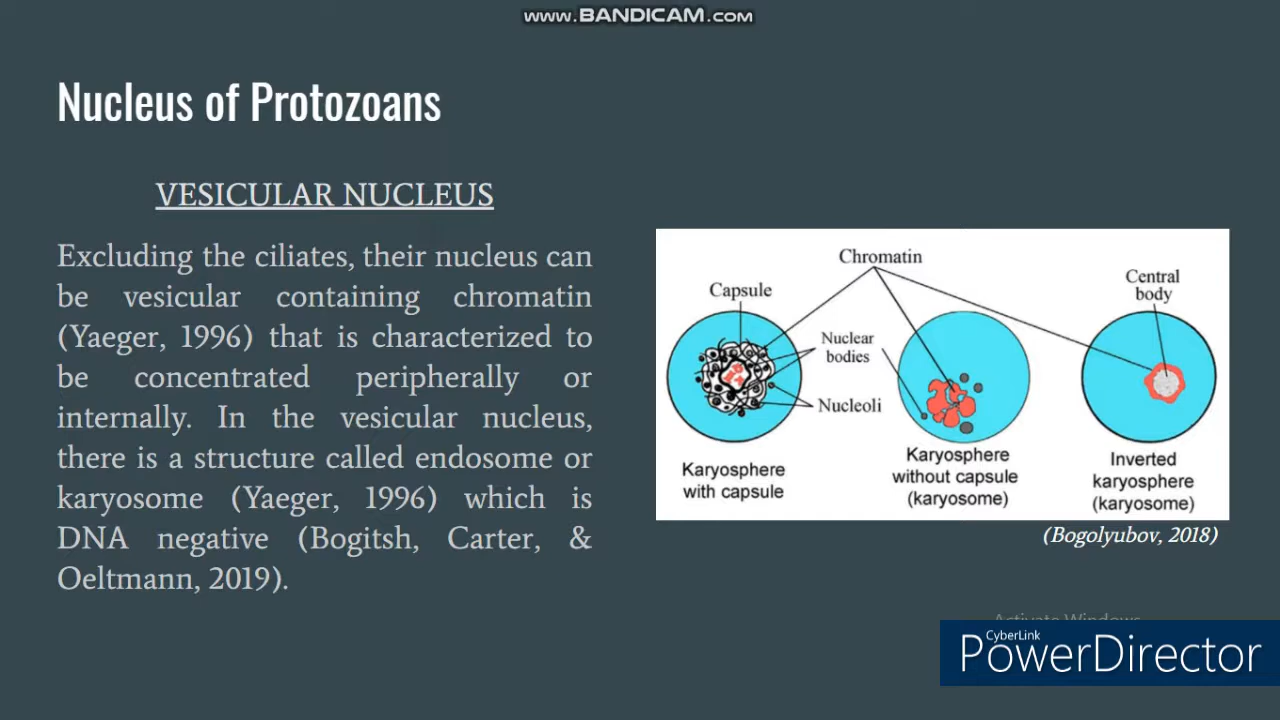 www.BANDICAM.com
Nucleus of Protozoans
VESICULAR NUCLEUS
Excluding the ciliates, their nucleus can
be vesicular containing chromatin
(Yaeger, 1996) that is characterized to
be concentrated peripherally or
internally. In the vesicular nucleus,
there is a structure called endosome or
karyosome (Yaeger, 1996) which is
DNA negative (Bogitsh, Carter, &
Oeltmann, 2019).
Chromatin
Capsule
Central
body
Nuclear
bodies
Nucleoli
Karyosphere
with capsule
Karyosphere
without capsule
(karyosome)
Inverted
karyosphere
(karyosome)
(Bogolyubov, 2018)
Activate Windows
CyberLink
PowerDirector